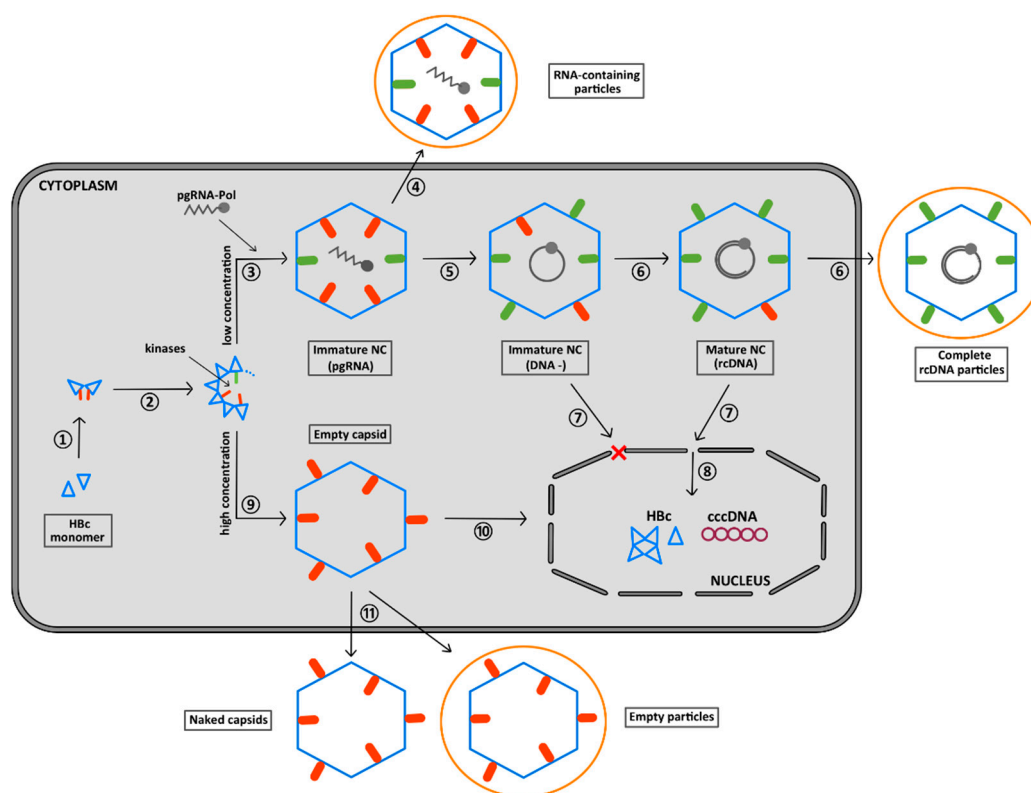 RNA-containing
particles
④
CYTOPLASM
pgRNA-Pol
low concentration
③
⑤
⑥
⑥
Immature NC
(pgRNA)
Immature NC
(DNA -)
Mature NC
(rcDNA)
Complete
rcDNA particles
kinases
①
②
HBc
monomer
high concentration
⑨
Empty capsid
⑩
⑦
⑦
⑧
HBc
cccDNA
NUCLEUS
⑪
Naked capsids
Empty particles